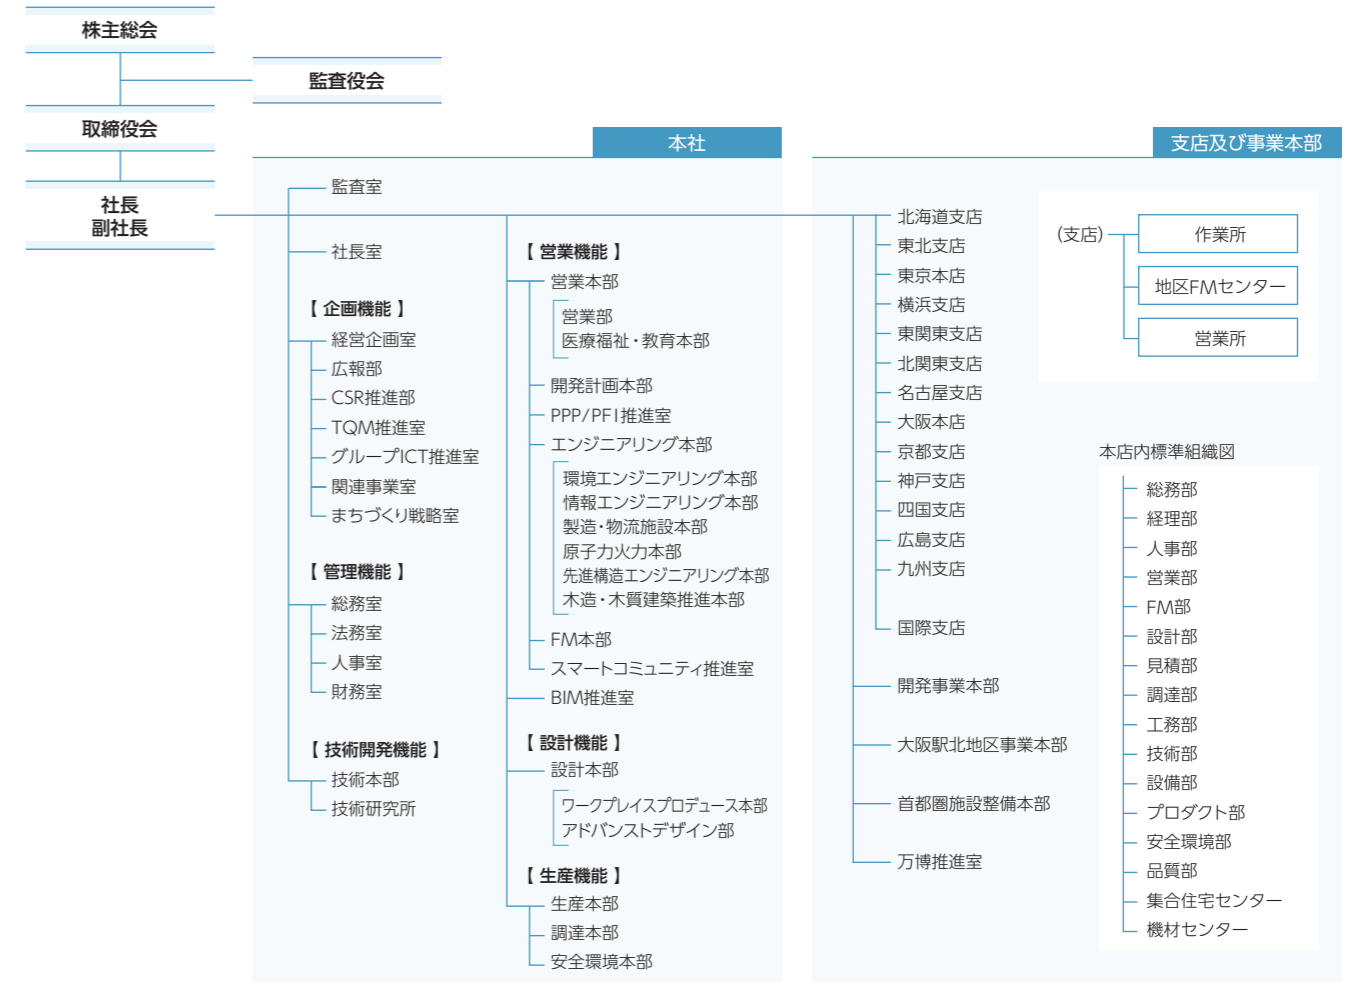 株主総会
監査役会
取締役会
社長
副社長
本社
監査室
社長室
【 企画機能 】
経営企画室
広報部
CSR推進部
TQM推進室
グループICT推進室
関連事業室
まちづくり戦略室
【 管理機能 】
総務室
法務室
人事室
財務室
【 技術開発機能 】
技術本部
技術研究所
【 営業機能 】
営業本部
営業部
医療福祉・教育本部
開発計画本部
PPP/PFI推進室
エンジニアリング本部
環境エンジニアリング本部
情報エンジニアリング本部
製造・物流施設本部
原子力火力本部
先進構造エンジニアリング本部
木造・木質建築推進本部
FM本部
スマートコミュニティ推進室
BIM推進室
【 設計機能 】
設計本部
ワークプレイスプロデュース本部
アドバンストデザイン部
【 生産機能 】
生産本部
調達本部
安全環境本部
支店及び事業本部
北海道支店
東北支店
東京本店
横浜支店
東関東支店
北関東支店
名古屋支店
大阪本店
京都支店
神戸支店
四国支店
広島支店
九州支店
国際支店
開発事業本部
大阪駅北地区事業本部
首都圏施設整備本部
万博推進室
(支店)
作業所
地区FMセンター
営業所
本店内標準組織図
総務部
経理部
人事部
営業部
FM部
設計部
見積部
調達部
工務部
技術部
設備部
プロダクト部
安全環境部
品質部
集合住宅センター
機材センター